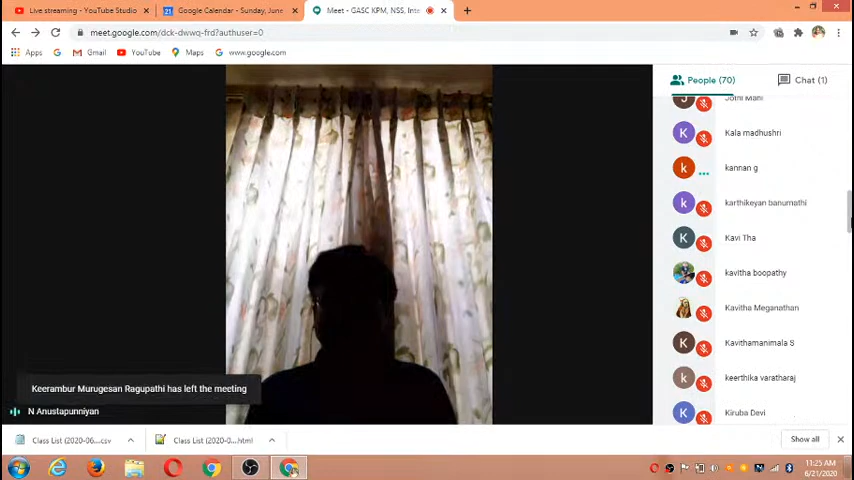 Live streaming - YouTube Studio
Google Calendar - Sunday, June
Meet - GASC KPM, NSS, Inte
meet.google.com/dck-dwwq-frd?authuser=0
Apps
Gmail
YouTube
Maps
www.google.com
People (70)
Chat (1)
Jothi Mani
Kala madhushri
kannan g
karthikeyan banumathi
Kavi Tha
kavitha boopathy
Kavitha Meganathan
Kavithamanimala S
keerthika varatharaj
Kiruba Devi
Keerambur Murugesan Ragupathi has left the meeting
N Anustapunniyan
Class List (2020-06....csv
Class List (2020-0....html
Show all
11:25 AM
6/21/2020